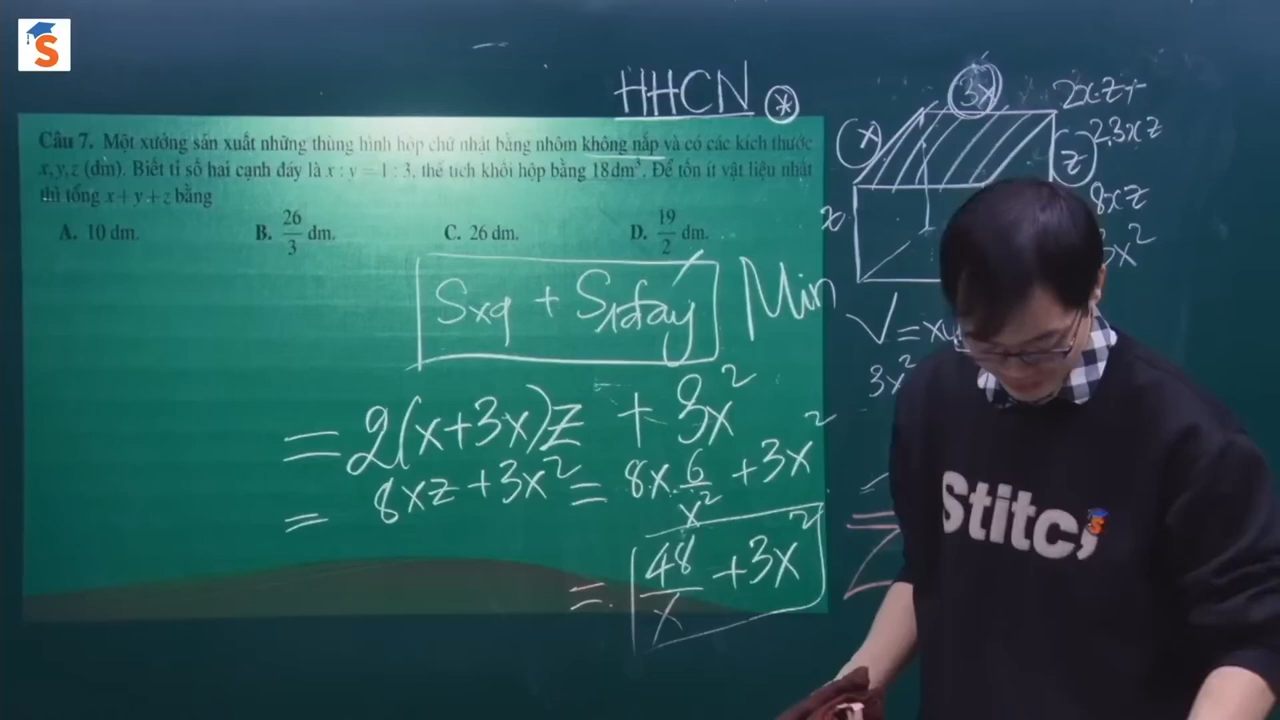 S
HHCN *
Câu 7. Một xưởng sản xuất những thùng hình hộp chữ nhật bằng nhôm không nắp và có các kích thước
x, y, z (dm). Biết tỉ số hai cạnh đáy là x : y = 1 : 3, thể tích khối hộp bằng 18 dm³. Để tốn ít vật liệu nhất
thì tổng x + y + z bằng
A. 10 dm. B. 26/3 dm. C. 26 dm. D. 19/2 dm.
Sxq + S1đáy Min
= 2(x+3x)z + 3x²
= 8xz + 3x² = 8x.6/x² + 3x²
= 48/x + 3x²
3x
x
z
z
2xz+
2.3xz
8xz
x²
V = xy
3x²
Stitc
S